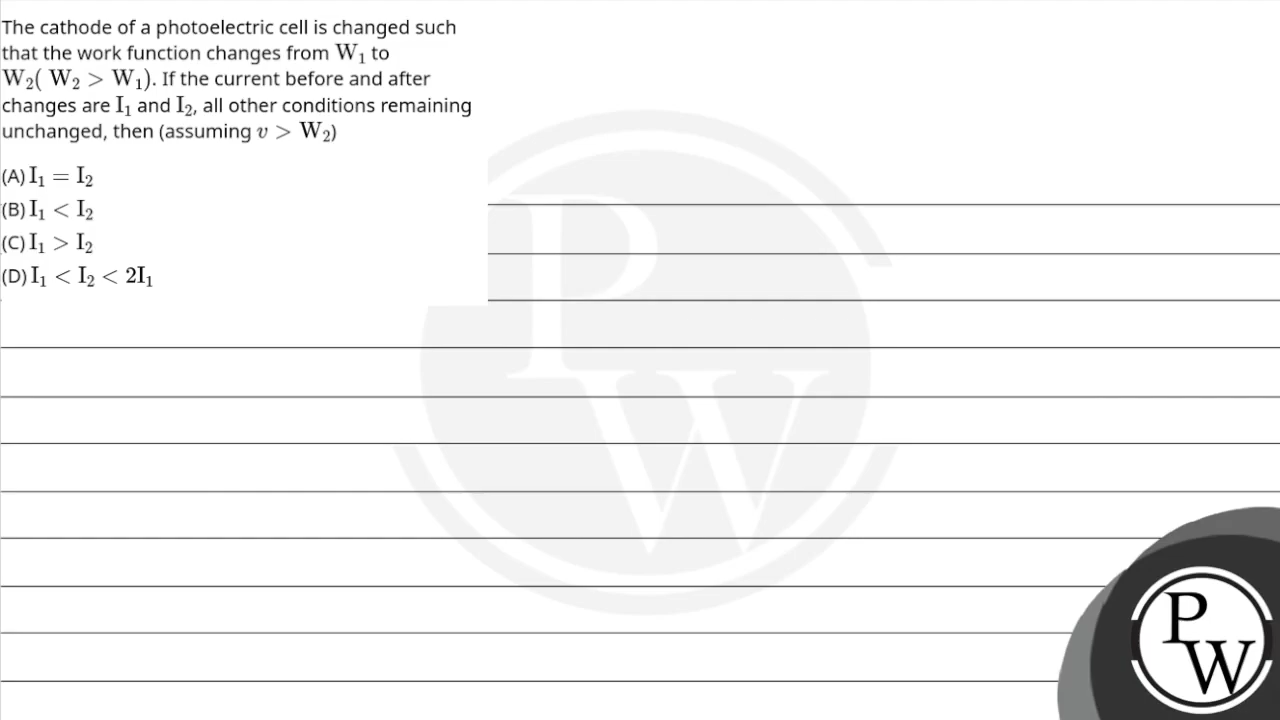 The cathode of a photoelectric cell is changed such
that the work function changes from W₁ to
W₂( W₂ > W₁). If the current before and after
changes are I₁ and I₂, all other conditions remaining
unchanged, then (assuming v > W₂)
(A) I₁ = I₂
(B) I₁ < I₂
(C) I₁ > I₂
(D) I₁ < I₂ < 2I₁
P
W
P
W